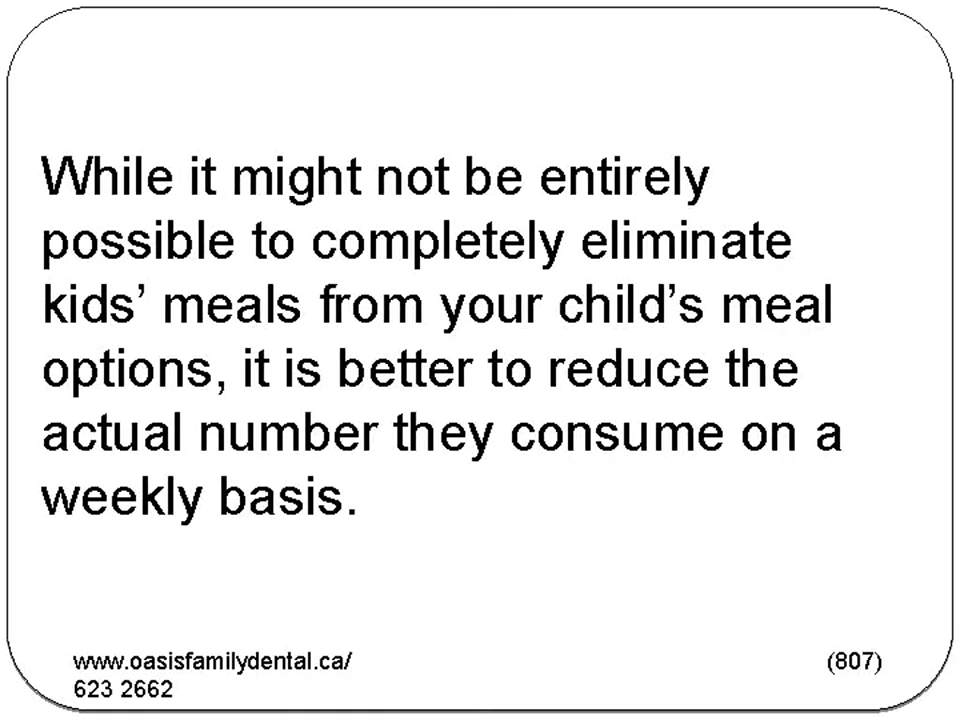 While it might not be entirely
possible to completely eliminate
kids’ meals from your child’s meal
options, it is better to reduce the
actual number they consume on a
weekly basis.
www.oasisfamilydental.ca/ (807)
623 2662